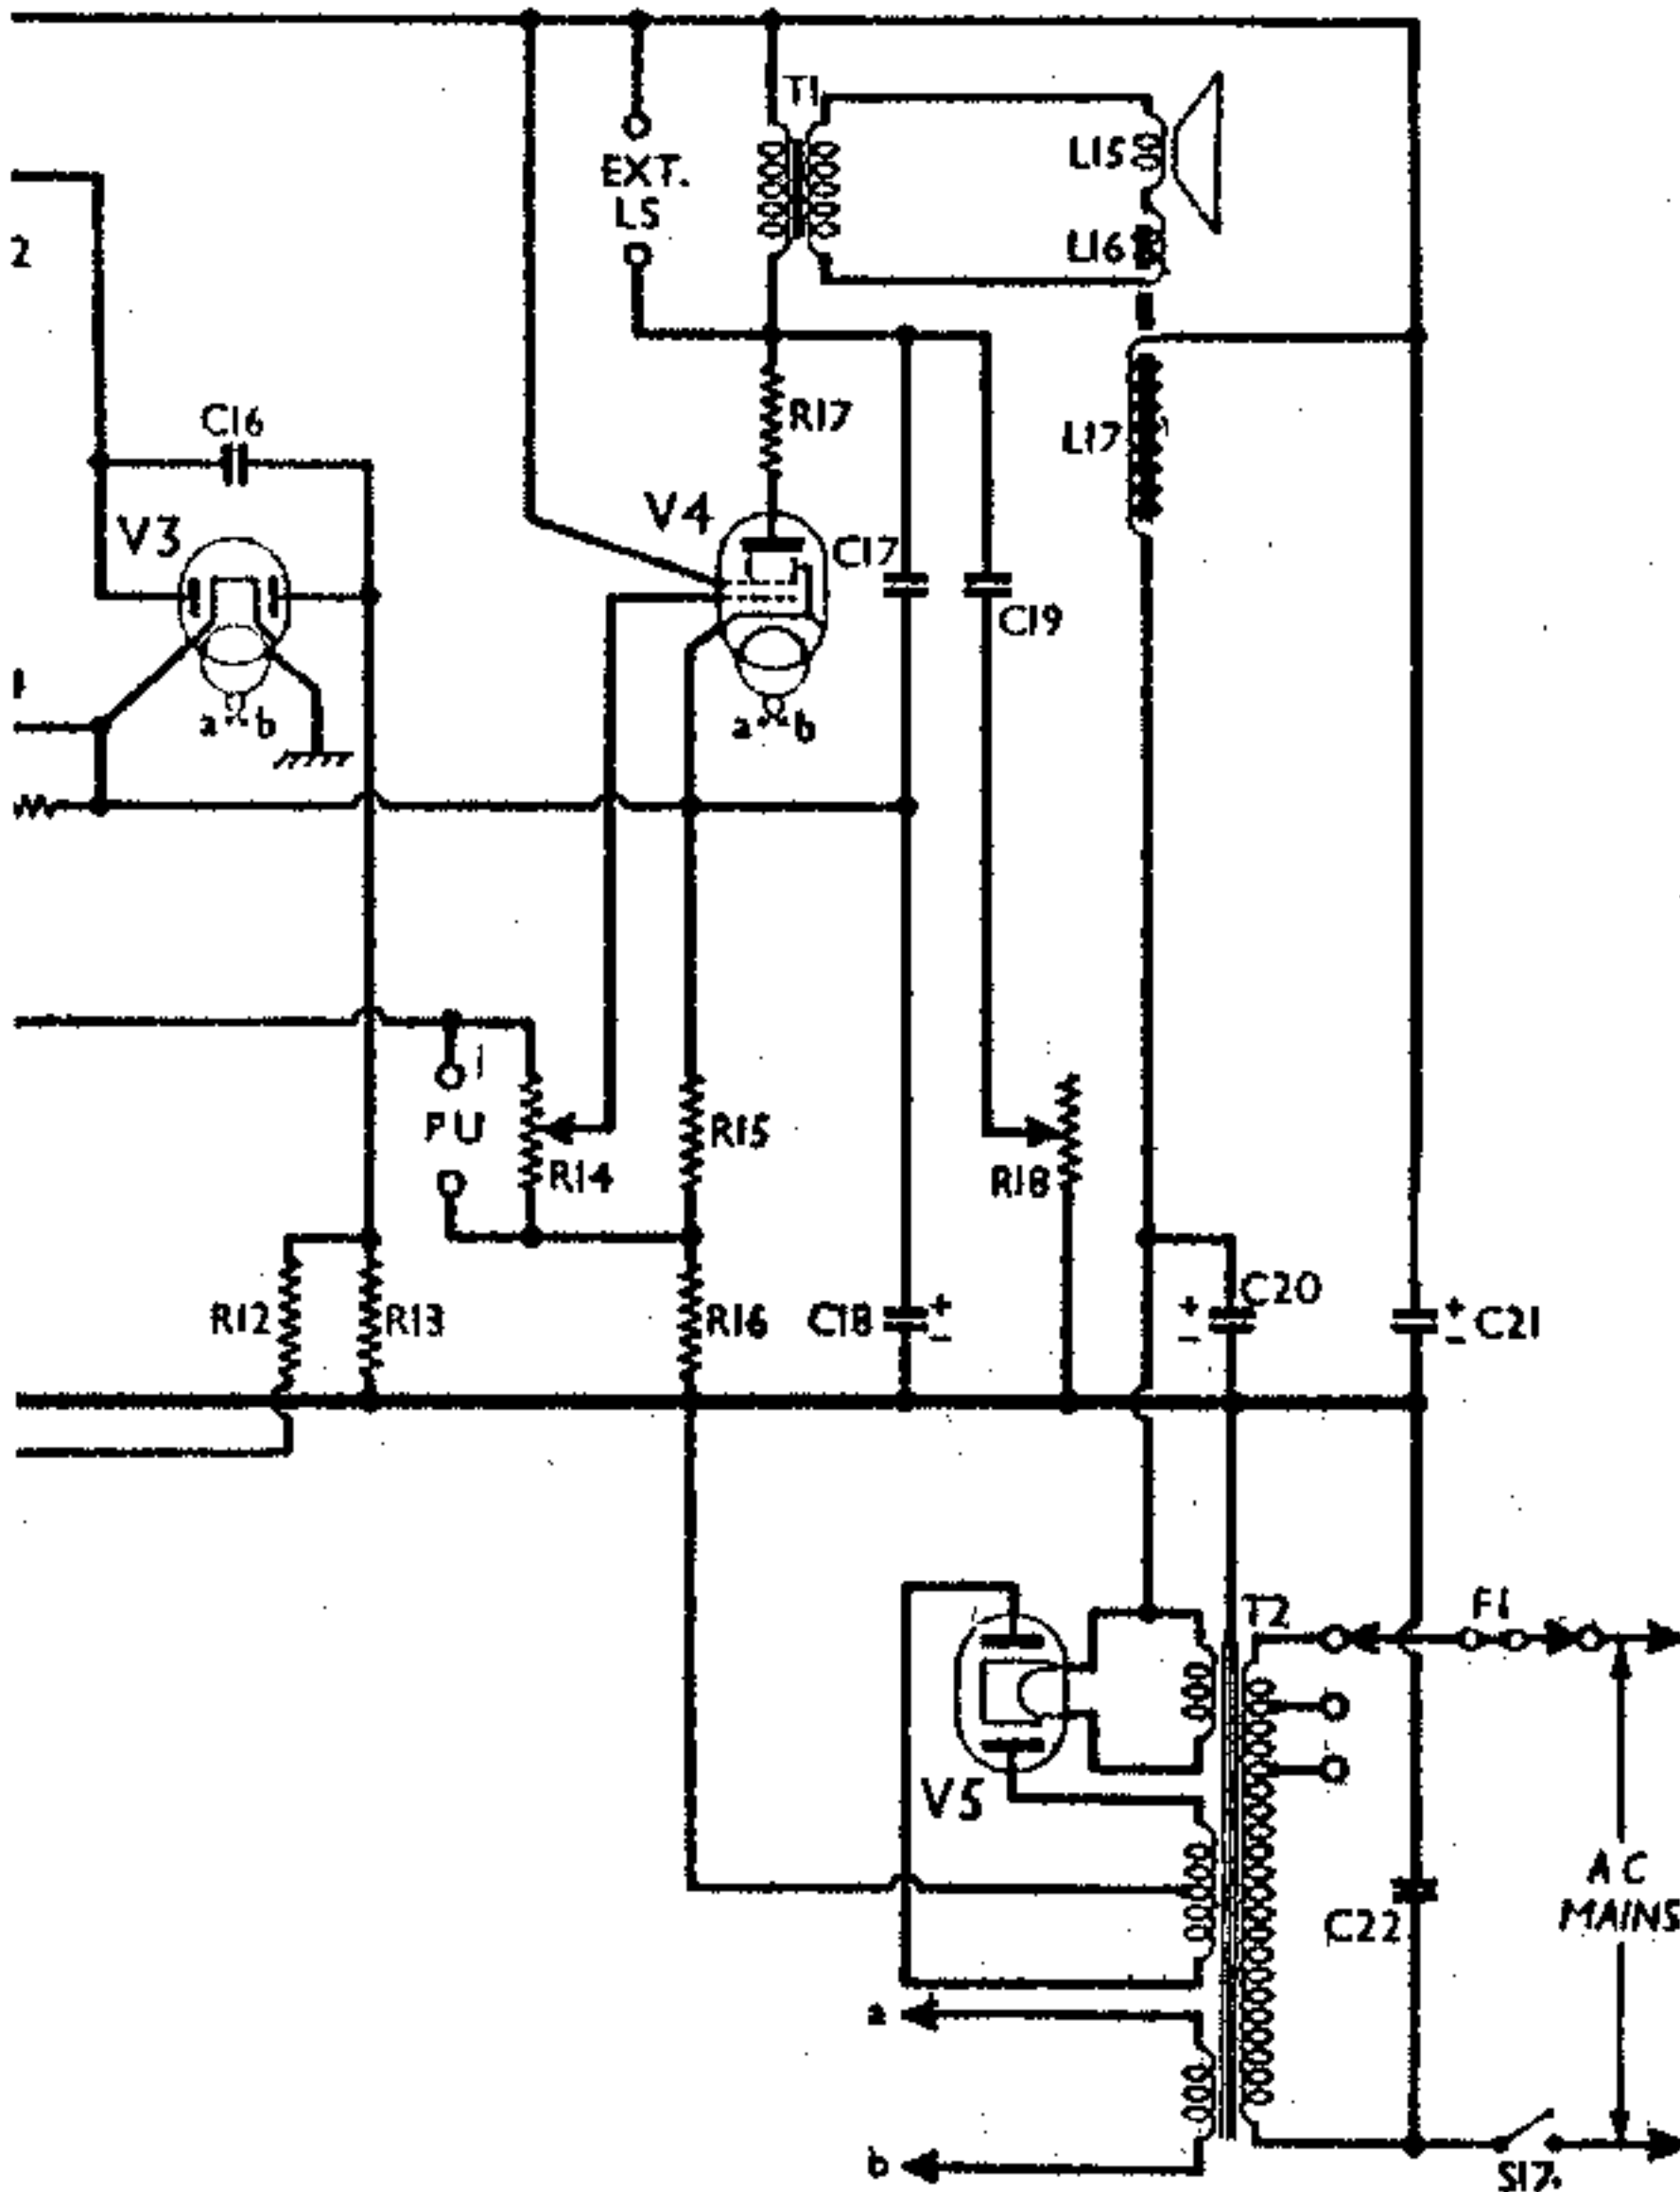 T1
EXT.
LS
L15
L16
2
R17
L17
C16
V3
V4
C17
C19
1
a b
a b
PU
R14
R15
R18
R12
R13
R16
C18 + -
+ - C20
+ - C21
T2
F1
V5
C22
A C
MAINS
a
b
S17